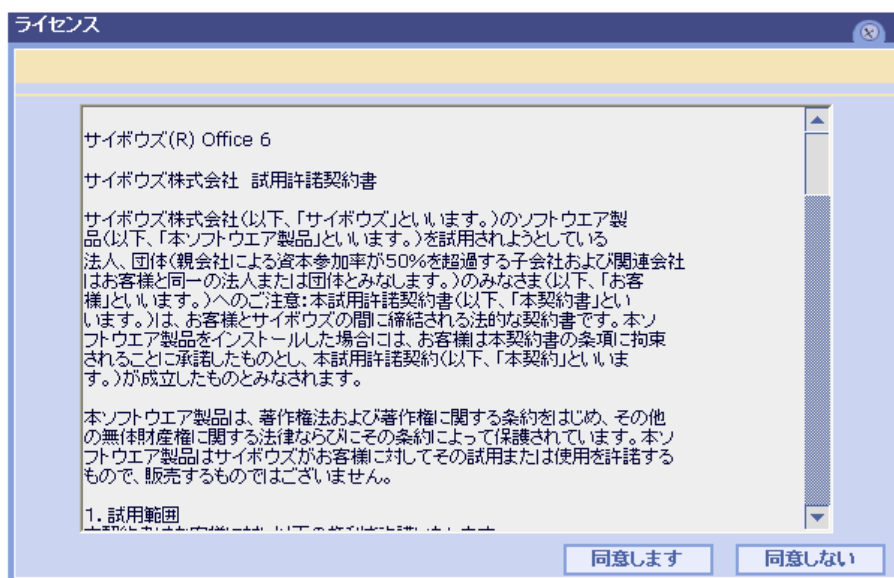 ライセンス
サイボウズ(R) Office 6
サイボウズ株式会社 試用許諾契約書
サイボウズ株式会社(以下、「サイボウズ」といいます。)のソフトウエア製
品(以下、「本ソフトウエア製品」といいます。)を試用されようとしている
法人、団体(親会社による資本参加率が50%を超過する子会社および関連会社
はお客様と同一の法人または団体とみなします。)のみなさま(以下、「お客
様」といいます。)へのご注意:本試用許諾契約書(以下、「本契約書」とい
います。)は、お客様とサイボウズの間に締結される法的な契約書です。本ソ
フトウエア製品をインストールした場合には、お客様は本契約書の条項に拘束
されることに承諾したものとし、本試用許諾契約(以下、「本契約」といいま
す。)が成立したものとみなされます。
本ソフトウエア製品は、著作権法および著作権に関する条約をはじめ、その他
の無体財産権に関する法律ならびにその条約によって保護されています。本ソ
フトウエア製品はサイボウズがお客様に対してその試用または使用を許諾する
もので、販売するものではございません。
1. 試用範囲
同意します
同意しない